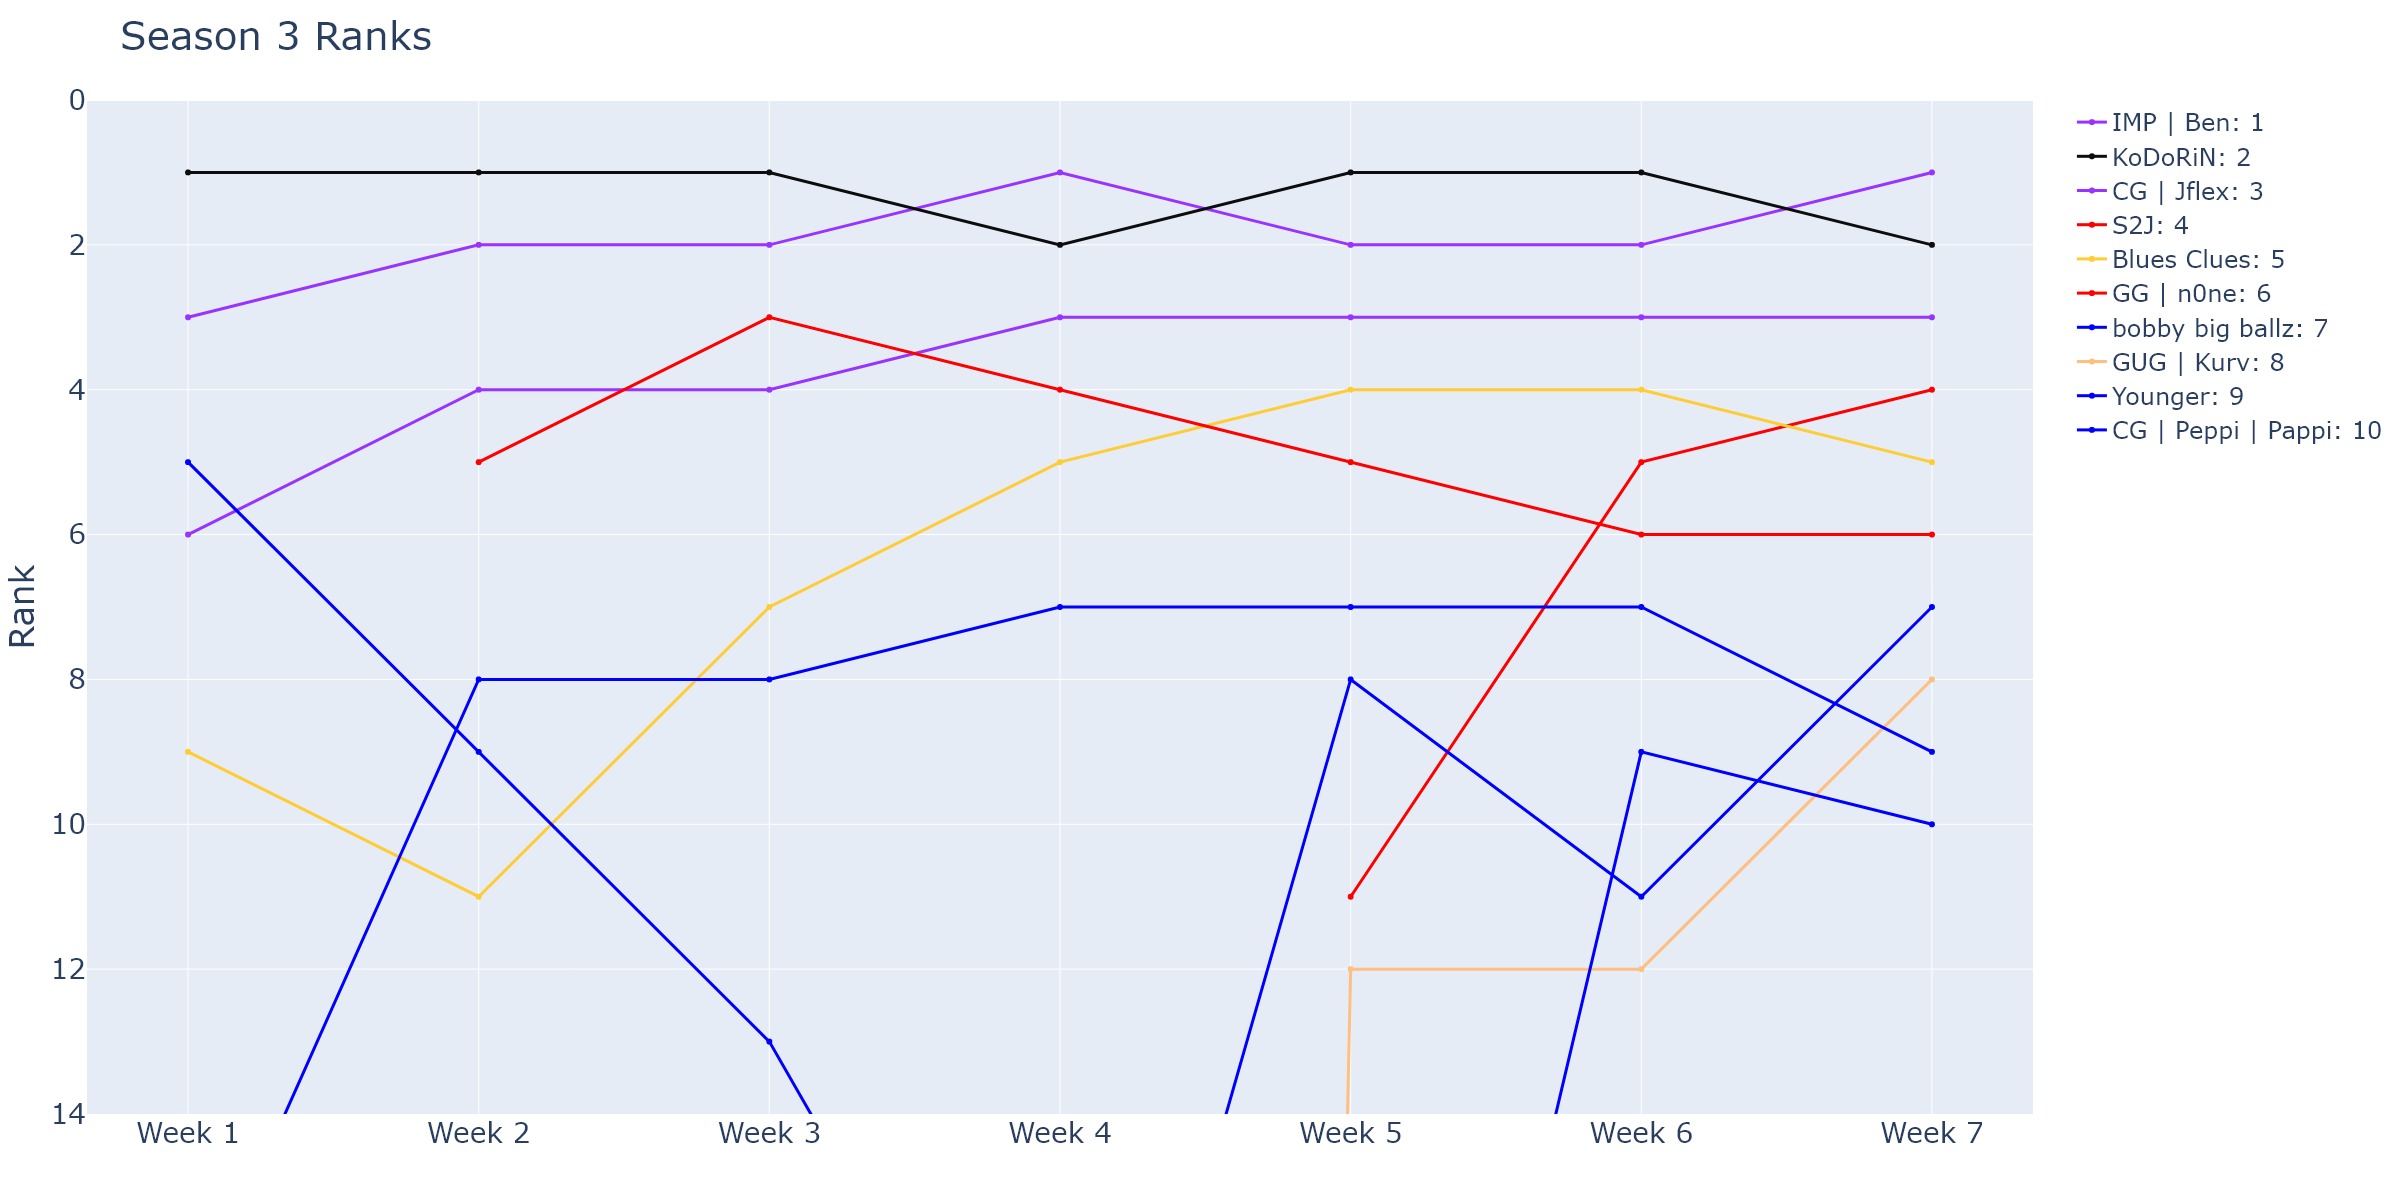 Season 3 Ranks
0
2
4
6
8
10
12
14
Rank
Week 1
Week 2
Week 3
Week 4
Week 5
Week 6
Week 7
IMP | Ben: 1
KoDoRiN: 2
CG | Jflex: 3
S2J: 4
Blues Clues: 5
GG | n0ne: 6
bobby big ballz: 7
GUG | Kurv: 8
Younger: 9
CG | Peppi | Pappi: 10